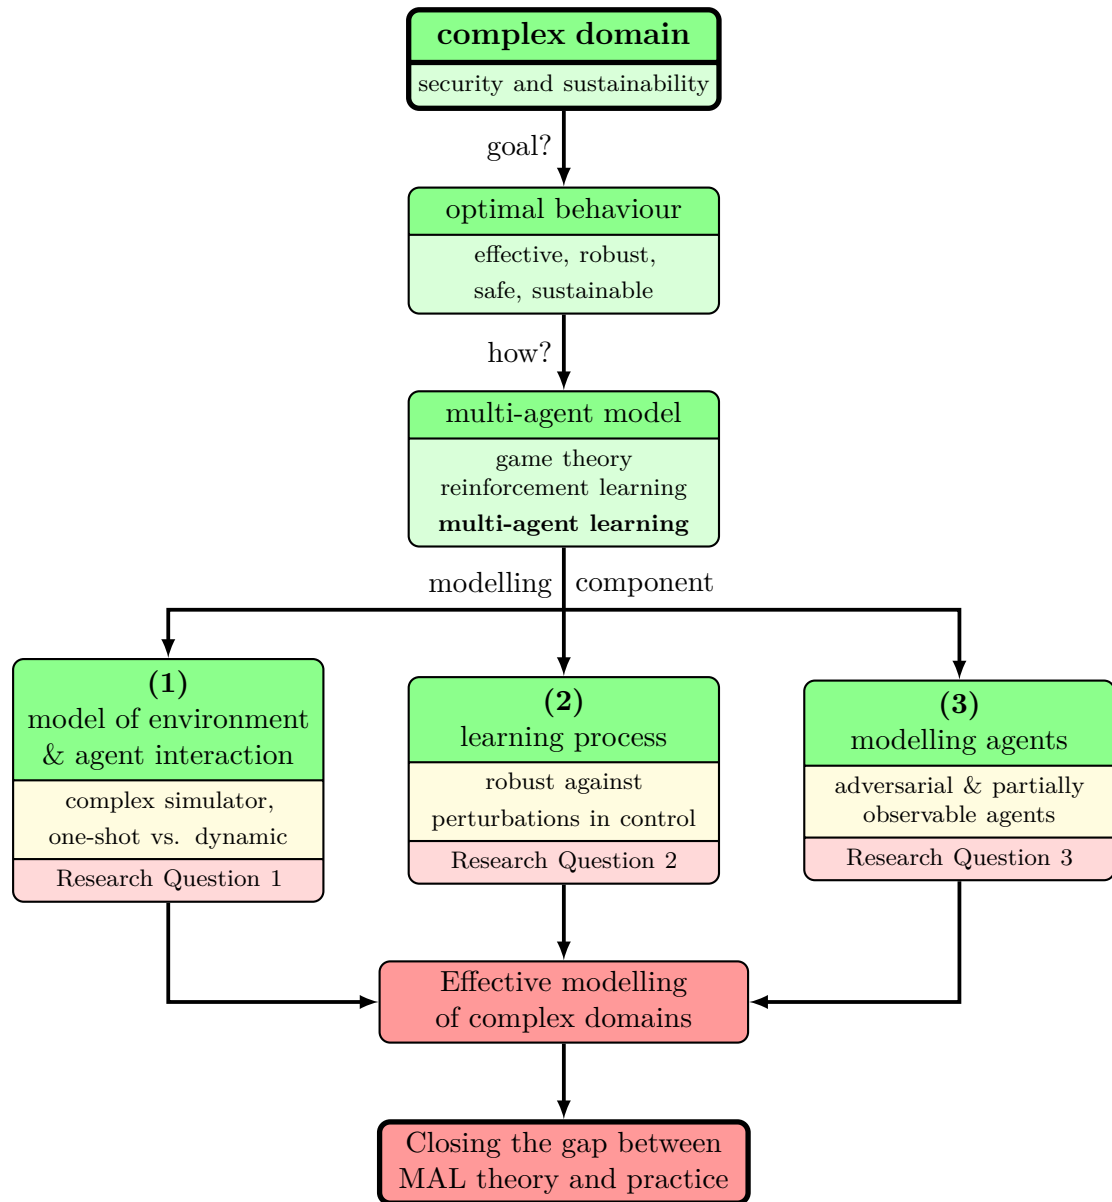 complex domain
security and sustainability
goal?
optimal behaviour
effective, robust,
safe, sustainable
how?
multi-agent model
game theory
reinforcement learning
multi-agent learning
modelling component
(1)
model of environment
& agent interaction
complex simulator,
one-shot vs. dynamic
Research Question 1
(2)
learning process
robust against
perturbations in control
Research Question 2
(3)
modelling agents
adversarial & partially
observable agents
Research Question 3
Effective modelling
of complex domains
Closing the gap between
MAL theory and practice